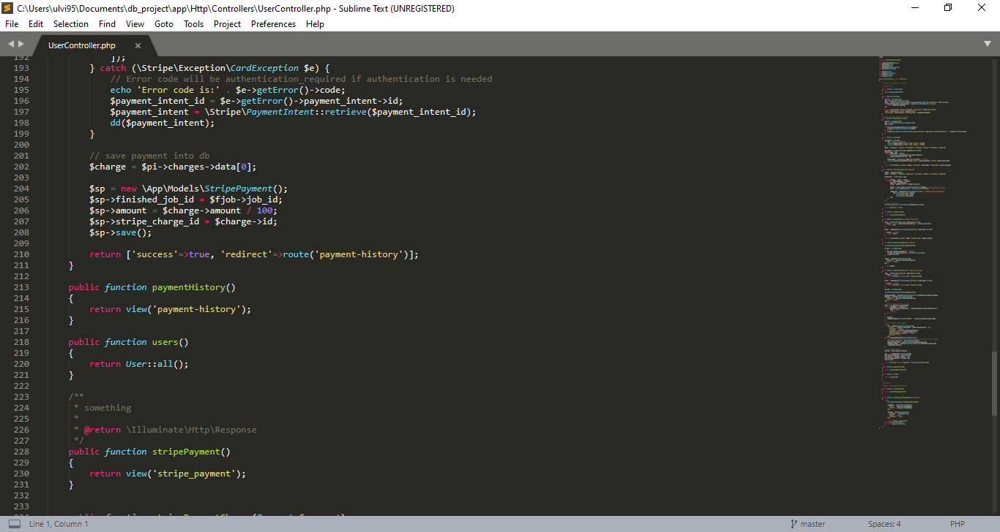 C:\Users\ulvi95\Documents\db_project\app\Http\Controllers\UserController.php - Sublime Text (UNREGISTERED)
File Edit Selection Find View Goto Tools Project Preferences Help
UserController.php
192 ]);
193 } catch (\Stripe\Exception\CardException $e) {
194 // Error code will be authentication_required if authentication is needed
195 echo 'Error code is:' . $e->getError()->code;
196 $payment_intent_id = $e->getError()->payment_intent->id;
197 $payment_intent = \Stripe\PaymentIntent::retrieve($payment_intent_id);
198 dd($payment_intent);
199 }
200
201 // save payment into db
202 $charge = $pi->charges->data[0];
203
204 $sp = new \App\Models\StripePayment();
205 $sp->finished_job_id = $fjob->job_id;
206 $sp->amount = $charge->amount / 100;
207 $sp->stripe_charge_id = $charge->id;
208 $sp->save();
209
210 return ['success'=>true, 'redirect'=>route('payment-history')];
211 }
212
213 public function paymentHistory()
214 {
215 return view('payment-history');
216 }
217
218 public function users()
219 {
220 return User::all();
221 }
222
223 /**
224 * something
225 *
226 * @return \Illuminate\Http\Response
227 */
228 public function stripePayment()
229 {
230 return view('stripe_payment');
231 }
232
233
Line 1, Column 1 master Spaces: 4 PHP